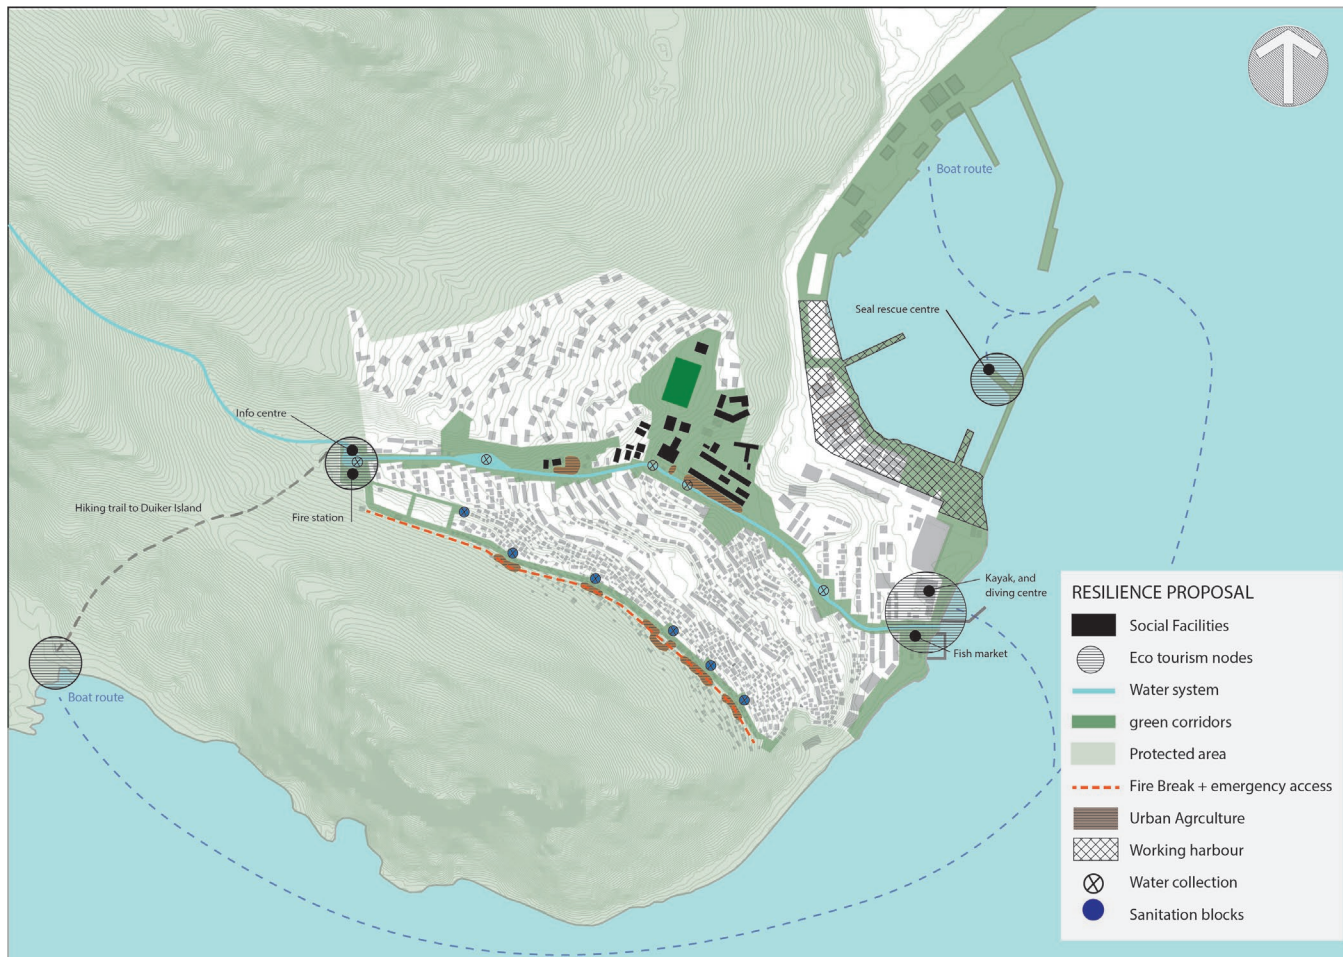 Boat route
Seal rescue centre
Info centre
Hiking trail to Duiker Island
Fire station
Kayak, and
diving centre
Fish market
Boat route
RESILIENCE PROPOSAL
Social Facilities
Eco tourism nodes
Water system
green corridors
Protected area
Fire Break + emergency access
Urban Agrculture
Working harbour
Water collection
Sanitation blocks